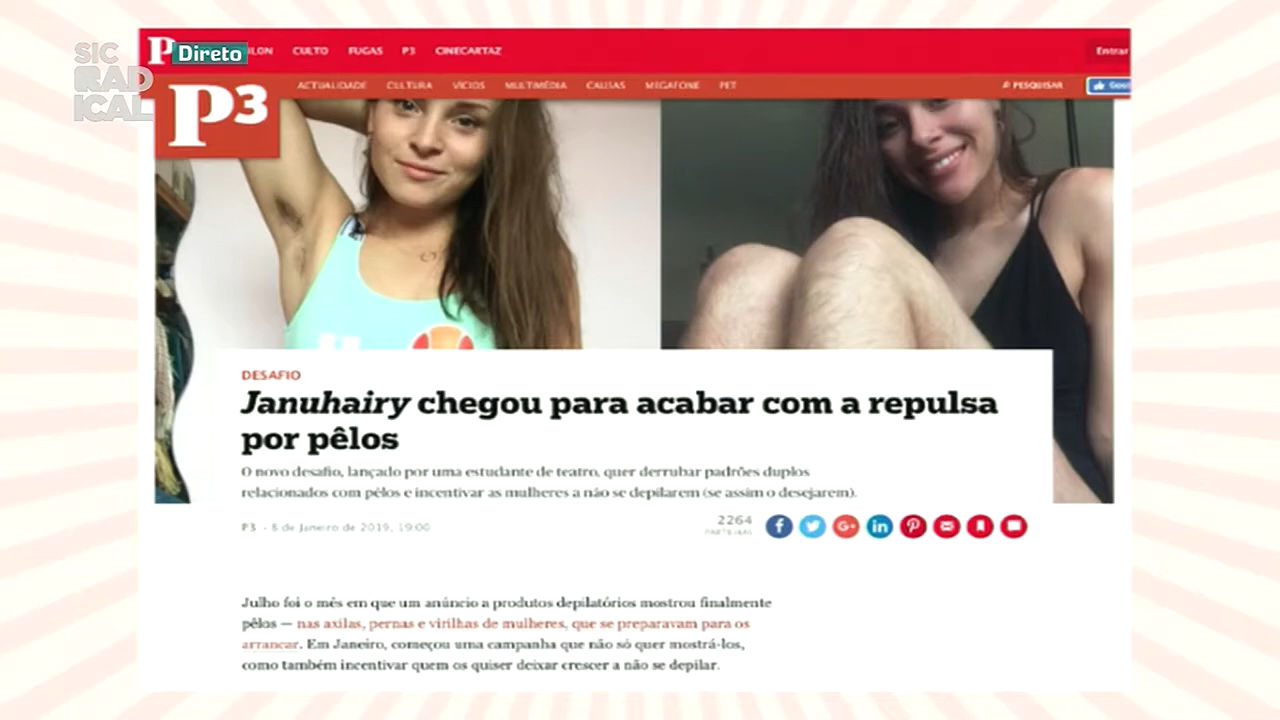 SIC
RAD
ICAL
P
Direto
LON CULTO FUGAS P3 CINECARTAZ
Entrar
P3
ACTUALIDADE CULTURA VÍCIOS MULTIMÉDIA CAUSAS MEGAFONE PET
PESQUISAR
DESAFIO
Januhairy chegou para acabar com a repulsa
por pêlos
O novo desafio, lançado por uma estudante de teatro, quer derrubar padrões duplos
relacionados com pêlos e incentivar as mulheres a não se depilarem (se assim o desejarem).
P3 - 8 de Janeiro de 2019, 19:00
2264
PARTILHAS
Julho foi o mês em que um anúncio a produtos depilatórios mostrou finalmente
pêlos — nas axilas, pernas e virilhas de mulheres, que se preparavam para os
arrancar. Em Janeiro, começou uma campanha que não só quer mostrá-los,
como também incentivar quem os quiser deixar crescer a não se depilar.